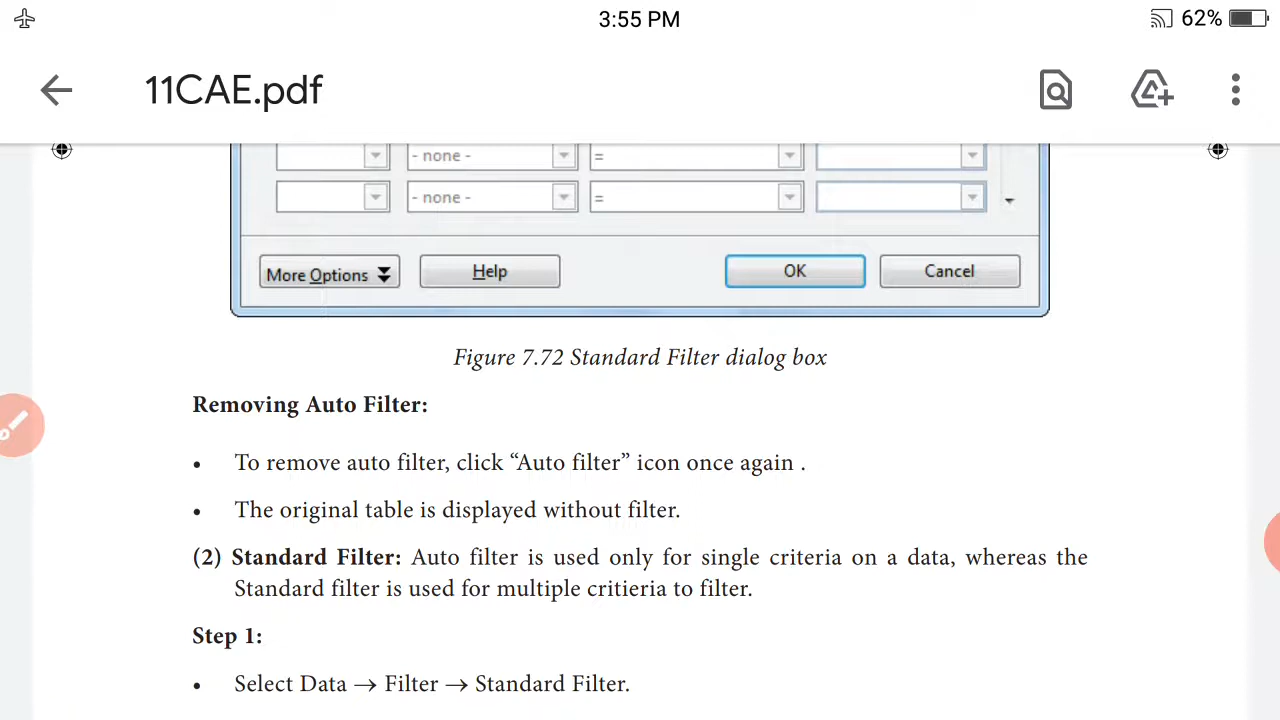 3:55 PM
62%
11CAE.pdf
- none - =
- none - =
More Options Help OK Cancel
Figure 7.72 Standard Filter dialog box
Removing Auto Filter:
• To remove auto filter, click “Auto filter” icon once again .
• The original table is displayed without filter.
(2) Standard Filter: Auto filter is used only for single criteria on a data, whereas the
Standard filter is used for multiple critieria to filter.
Step 1:
• Select Data → Filter → Standard Filter.